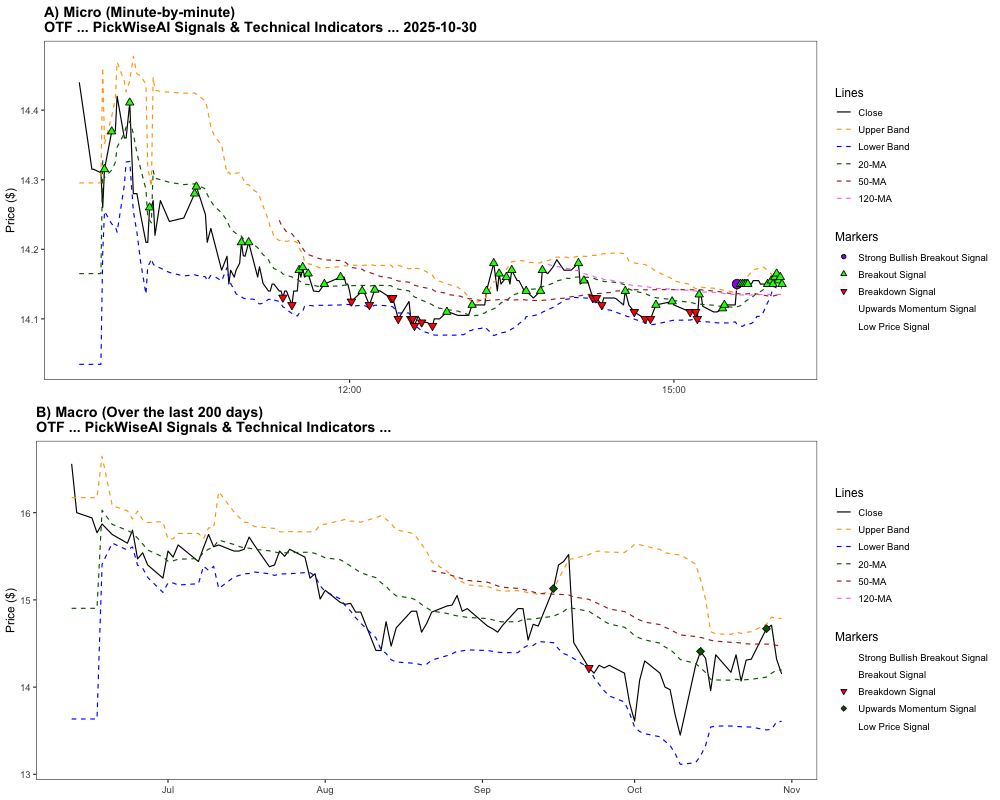 A) Micro (Minute-by-minute)
OTF ... PickWiseAI Signals & Technical Indicators ... 2025-10-30
Price ($)
14.4
14.3
14.2
14.1
12:00
15:00
Lines
Close
Upper Band
Lower Band
20-MA
50-MA
120-MA
Markers
Strong Bullish Breakout Signal
Breakout Signal
Breakdown Signal
Upwards Momentum Signal
Low Price Signal
B) Macro (Over the last 200 days)
OTF ... PickWiseAI Signals & Technical Indicators ...
Price ($)
16
15
14
13
Jul
Aug
Sep
Oct
Nov
Lines
Close
Upper Band
Lower Band
20-MA
50-MA
120-MA
Markers
Strong Bullish Breakout Signal
Breakout Signal
Breakdown Signal
Upwards Momentum Signal
Low Price Signal